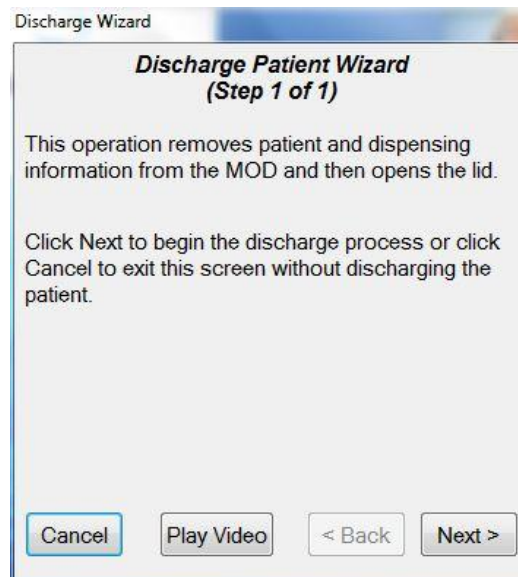 Discharge Wizard
Discharge Patient Wizard
(Step 1 of 1)
This operation removes patient and dispensing
information from the MOD and then opens the lid.
Click Next to begin the discharge process or click
Cancel to exit this screen without discharging the
patient.
Cancel
Play Video
< Back
Next >